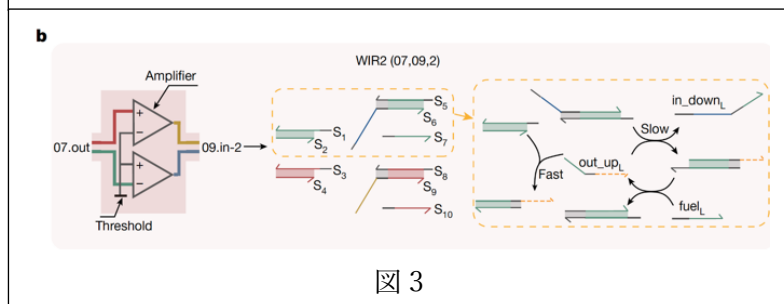 b
WIR2 (07,09,2)
Amplifier
07.out
09.in-2
Threshold
S1
S2
S3
S4
S5
S6
S7
S8
S9
S10
in_downL
Slow
out_upL
Fast
fuelL
+
−
+
−
図 3